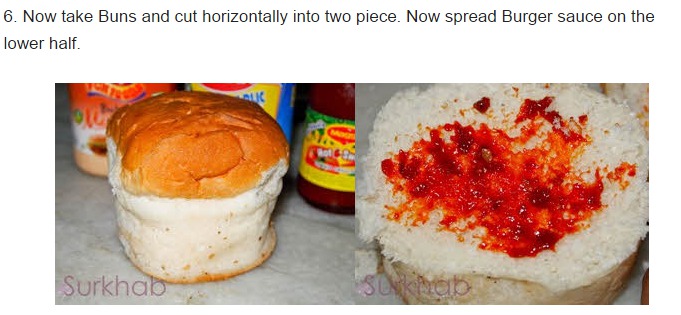 6. Now take Buns and cut horizontally into two piece. Now spread Burger sauce on the
lower half.
Surkhab
Surkhab